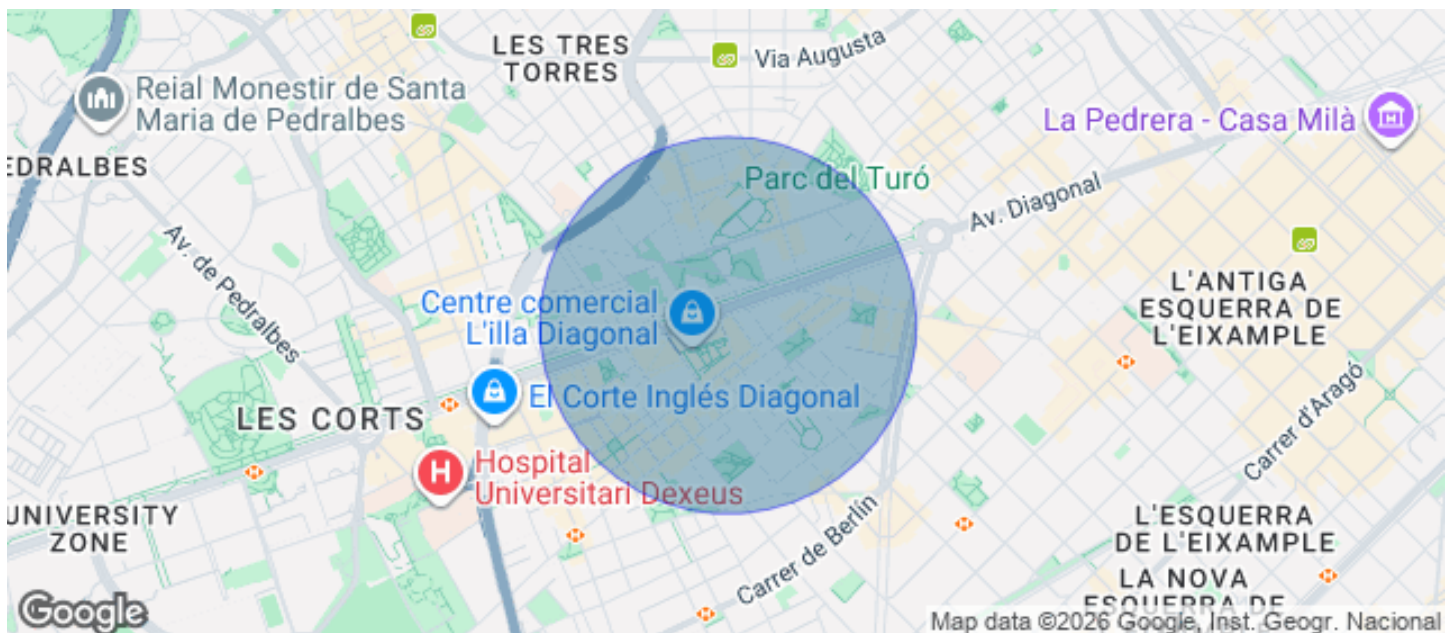 LES TRES
TORRES
Via Augusta
Reial Monestir de Santa
Maria de Pedralbes
La Pedrera - Casa Milà
EDRALBES
Parc del Turó
Av. Diagonal
Av. de Pedralbes
L'ANTIGA
ESQUERRA DE
L'EIXAMPLE
Centre comercial
L'illa Diagonal
El Corte Inglés Diagonal
LES CORTS
Carrer d'Aragó
H
Hospital
Universitari Dexeus
UNIVERSITY
ZONE
L'ESQUERRA
DE L'EIXAMPLE
Carrer de Berlín
LA NOVA
ESQUERRA DE
Google
Map data ©2026 Google, Inst. Geogr. Nacional